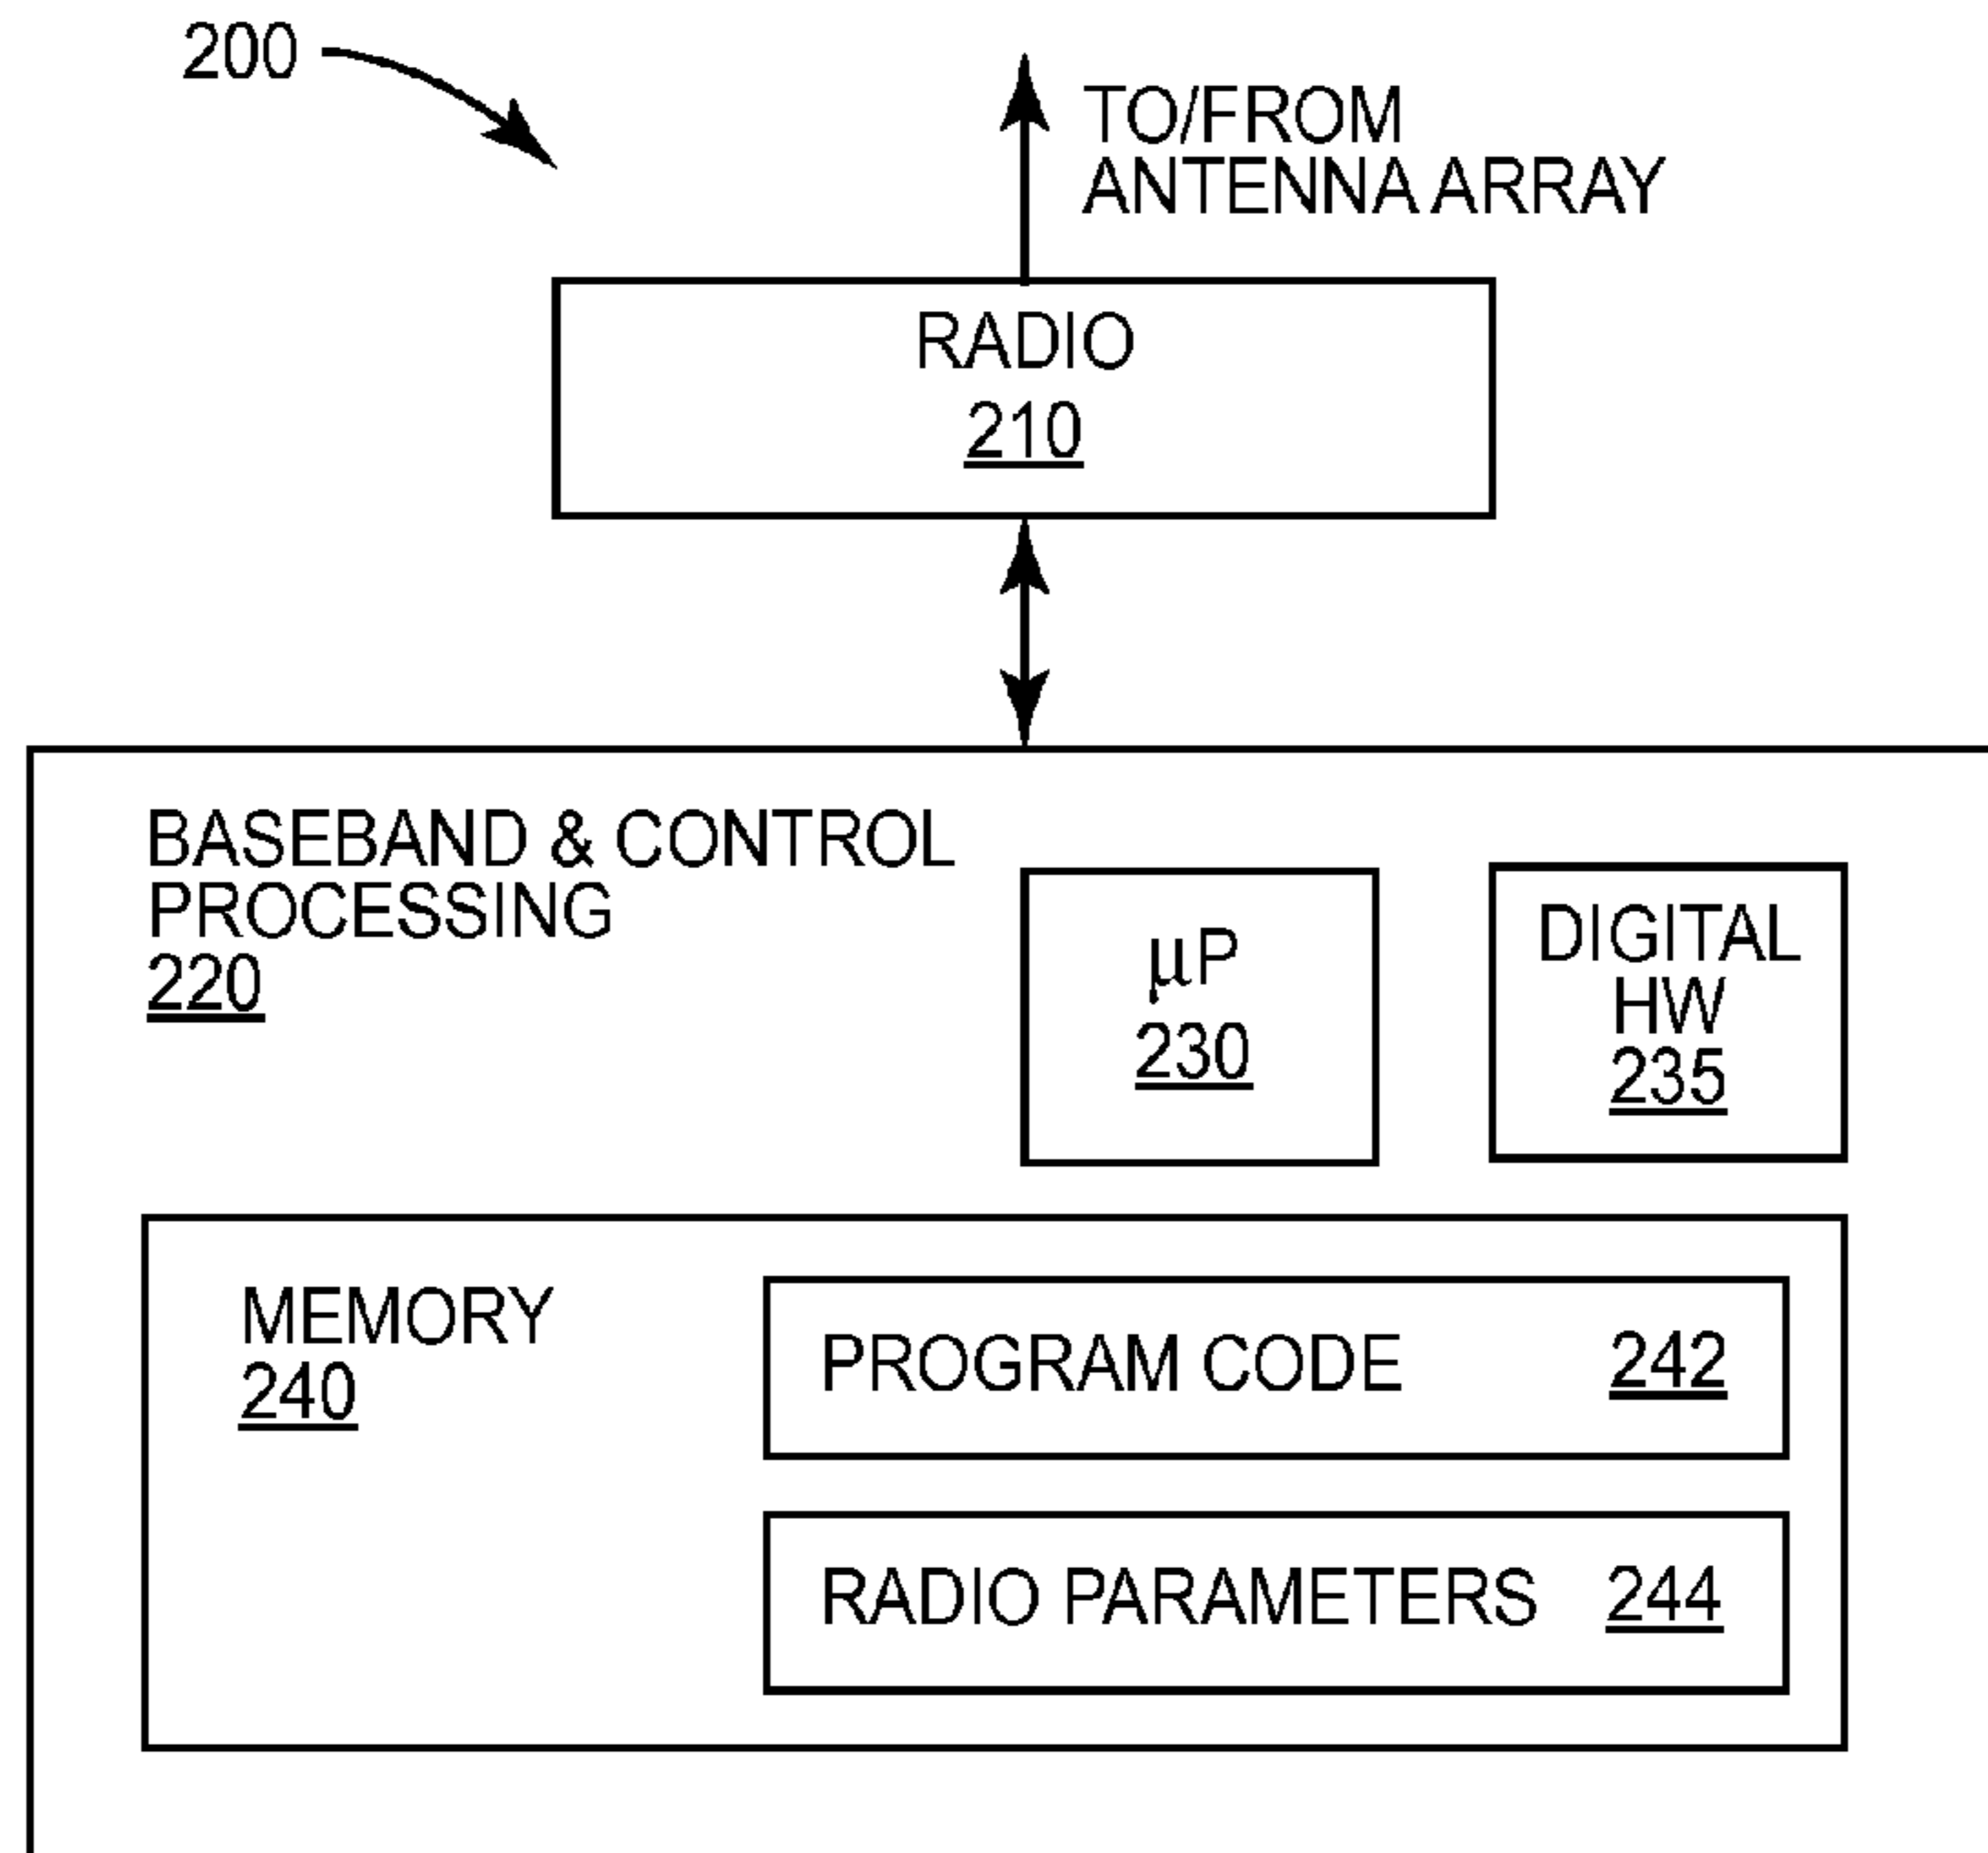 200
TO/FROM
ANTENNA ARRAY
RADIO
210
BASEBAND & CONTROL
PROCESSING
220
µP
230
DIGITAL
HW
235
MEMORY
240
PROGRAM CODE 242
RADIO PARAMETERS 244